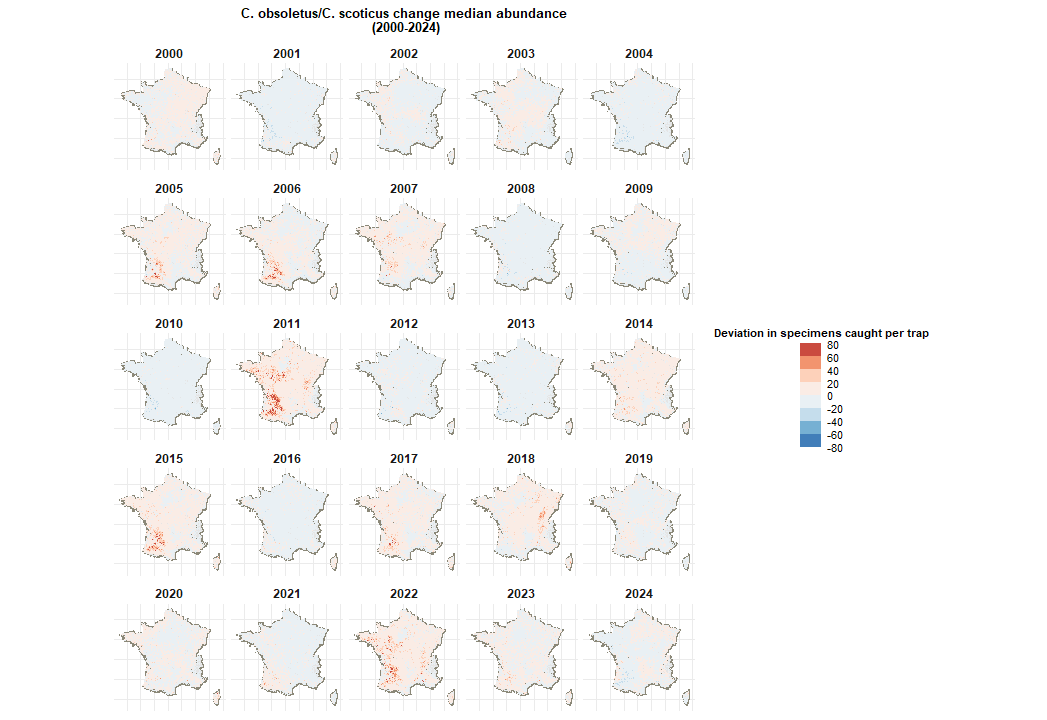 C. obsoletus/C. scoticus change median abundance
(2000-2024)
2000 2001 2002 2003 2004
2005 2006 2007 2008 2009
2010 2011 2012 2013 2014
Deviation in specimens caught per trap
80
60
40
20
0
-20
-40
-60
-80
2015 2016 2017 2018 2019
2020 2021 2022 2023 2024